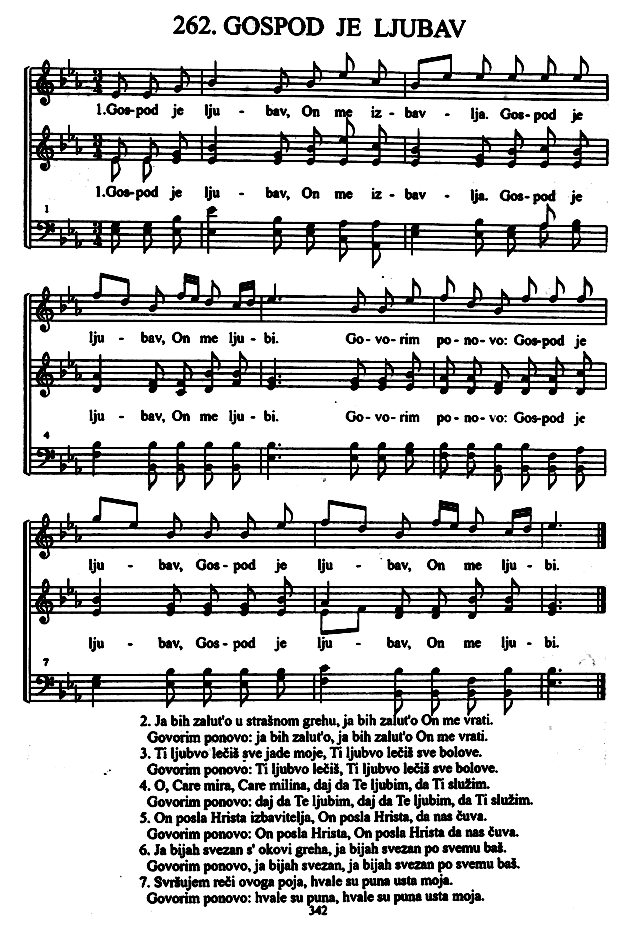 262. GOSPOD JE LJUBAV
1.Gos-pod je lju - bav, On me iz - bav - lja. Gos-pod je
1.Gos-pod je lju - bav, On me iz - bav - lja. Gos-pod je
1
lju - bav, On me lju - bi. Go-vo-rim po-no-vo: Gos-pod je
lju - bav, On me lju - bi. Go-vo-rim po-no-vo: Gos-pod je
4
lju - bav, Gos-pod je lju - bav, On me lju - bi.
lju - bav, Gos-pod je lju - bav, On me lju - bi.
7
2. Ja bih zalut'o u strašnom grehu, ja bih zalut'o On me vrati.
Govorim ponovo: ja bih zalut'o, ja bih zalut'o On me vrati.
3. Ti ljubvo lečiš sve jade moje, Ti ljubvo lečiš sve bolove.
Govorim ponovo: Ti ljubvo lečiš, Ti ljubvo lečiš sve bolove.
4. O, Care mira, Care milina, daj da Te ljubim, da Ti služim.
Govorim ponovo: daj da Te ljubim, daj da Te ljubim, da Ti služim.
5. On posla Hrista izbavitelja, On posla Hrista, da nas čuva.
Govorim ponovo: On posla Hrista, On posla Hrista da nas čuva.
6. Ja bijah svezan s' okovi greha, ja bijah svezan po svemu baš.
Govorim ponovo, ja bijah svezan, ja bijah svezan po svemu baš.
7. Svršujem reči ovoga poja, hvale su puna usta moja.
Govorim ponovo: hvale su puna, hvale su puna usta moja.
342